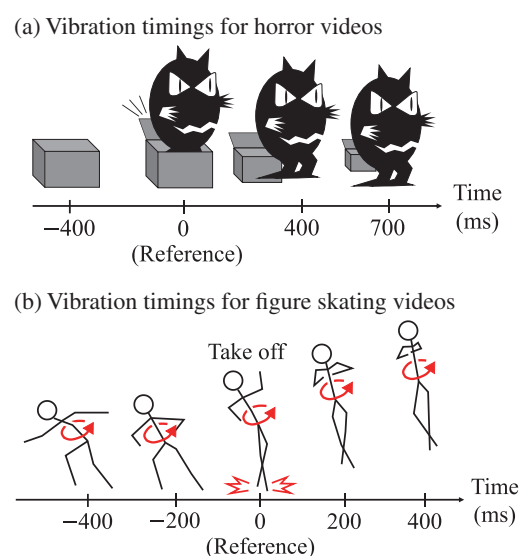 (a) Vibration timings for horror videos
Time
(ms)
−400 0 400 700
(Reference)
(b) Vibration timings for figure skating videos
Take off
Time
(ms)
−400 −200 0 200 400
(Reference)